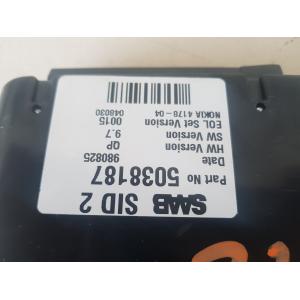 SAAB SID 2
Part No 5038187
Date 980825
HW Version QP
SW Version 9.7
EOL Set Version 0015
NOKIA 4178-04 048030